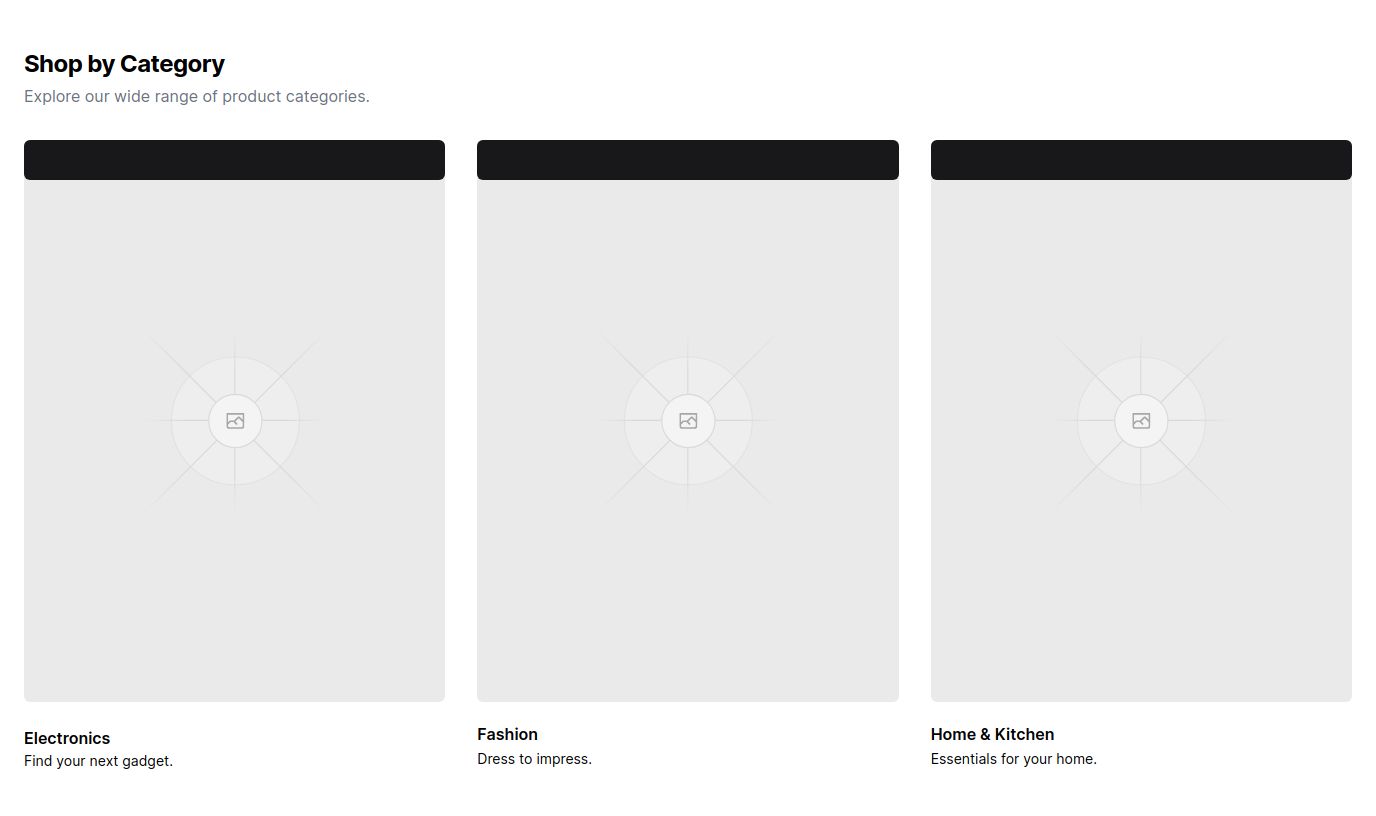 Shop by Category
Explore our wide range of product categories.
Electronics
Find your next gadget.
Fashion
Dress to impress.
Home & Kitchen
Essentials for your home.